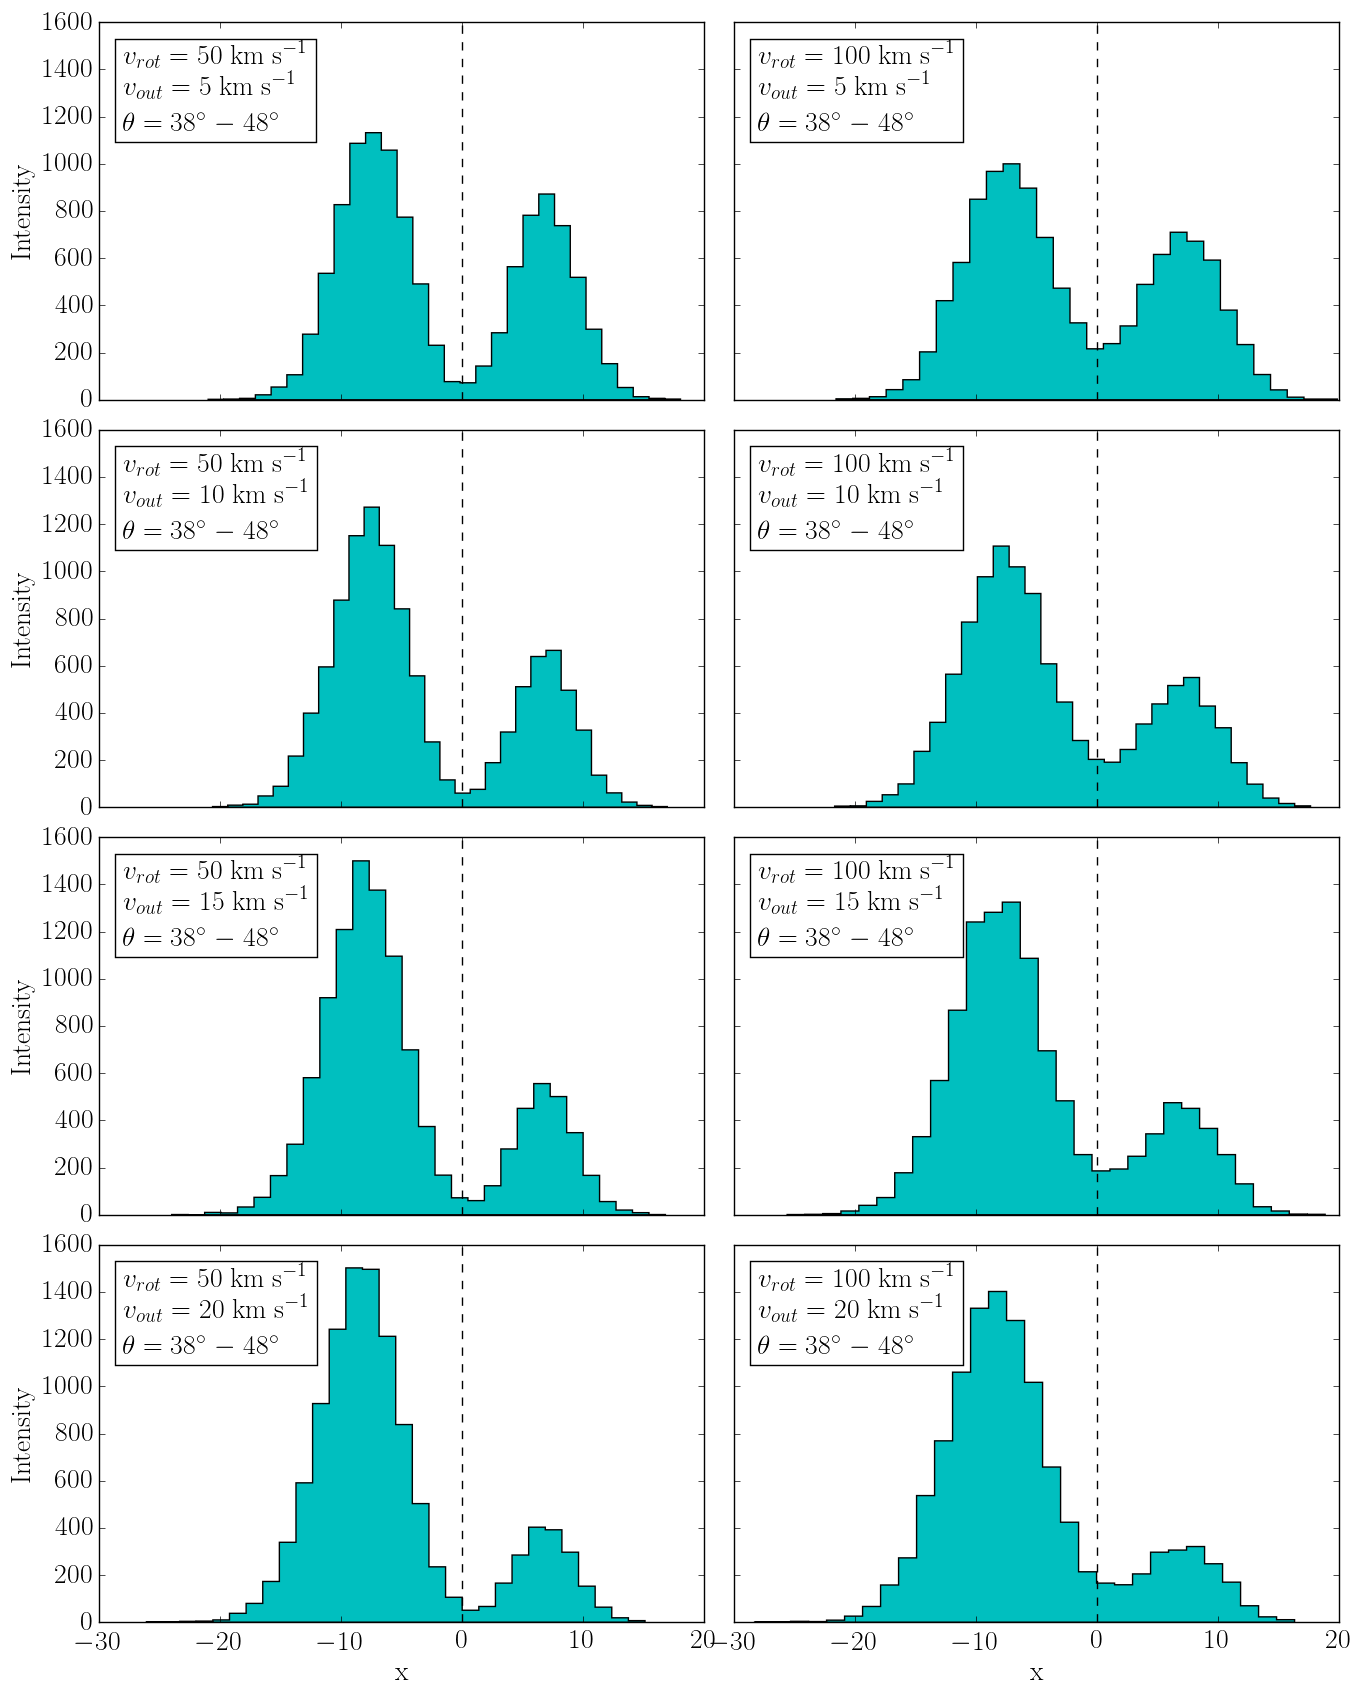 1600
1400
1200
1000
800
600
400
200
0
Intensity
v_rot = 50 km s⁻¹
v_out = 5 km s⁻¹
θ = 38° − 48°
v_rot = 100 km s⁻¹
v_out = 5 km s⁻¹
θ = 38° − 48°
1600
1400
1200
1000
800
600
400
200
0
Intensity
v_rot = 50 km s⁻¹
v_out = 10 km s⁻¹
θ = 38° − 48°
v_rot = 100 km s⁻¹
v_out = 10 km s⁻¹
θ = 38° − 48°
1600
1400
1200
1000
800
600
400
200
0
Intensity
v_rot = 50 km s⁻¹
v_out = 15 km s⁻¹
θ = 38° − 48°
v_rot = 100 km s⁻¹
v_out = 15 km s⁻¹
θ = 38° − 48°
1600
1400
1200
1000
800
600
400
200
0
Intensity
v_rot = 50 km s⁻¹
v_out = 20 km s⁻¹
θ = 38° − 48°
v_rot = 100 km s⁻¹
v_out = 20 km s⁻¹
θ = 38° − 48°
−30 −20 −10 0 10 20
x
−30 −20 −10 0 10 20
x